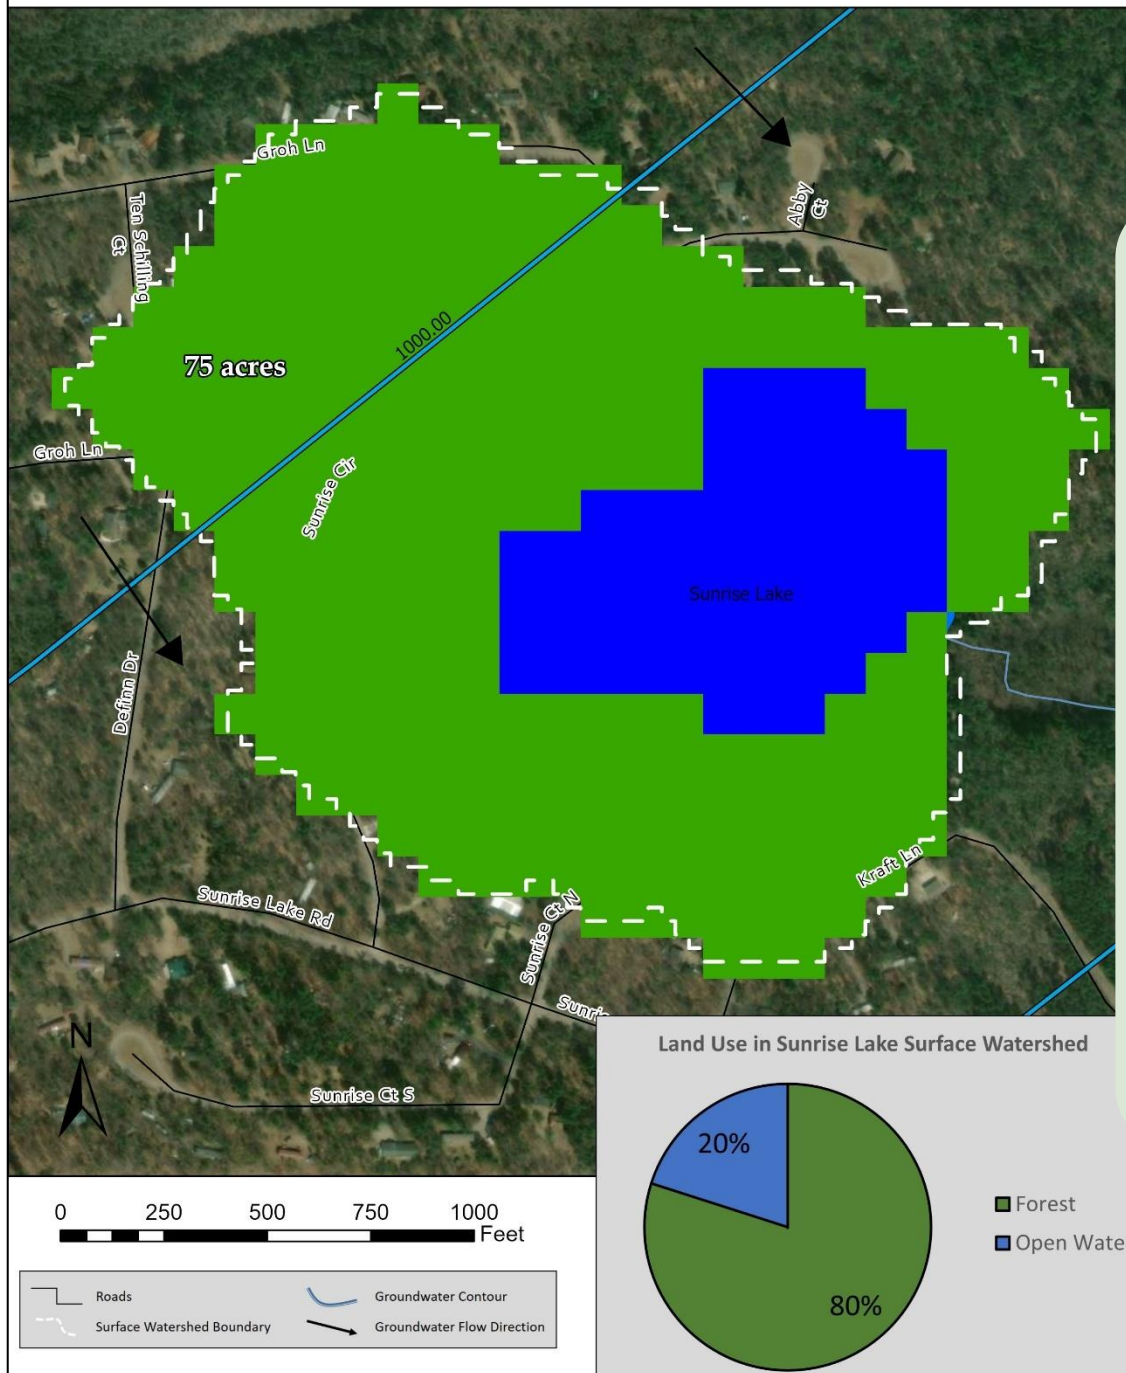 Groh Ln
Ten Schilling
Ct
Abby
Ct
1000.00
75 acres
Groh Ln
Sunrise Cir
Sunrise Lake
Definn Dr
Kraft Ln
Sunrise Lake Rd
Sunrise Ct N
Sunris
N
Sunrise Ct S
Land Use in Sunrise Lake Surface Watershed
20%
80%
Forest
Open Wate
0 250 500 750 1000
Feet
Roads
Groundwater Contour
Surface Watershed Boundary
Groundwater Flow Direction